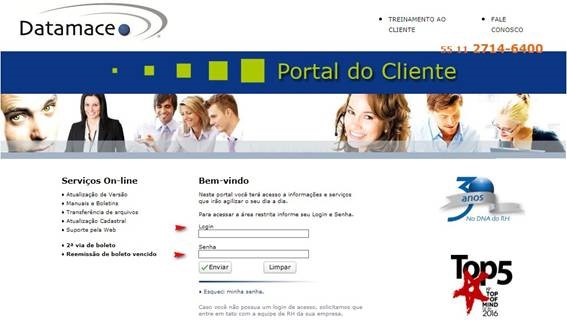 Datamace
• TREINAMENTO AO CLIENTE
• FALE CONOSCO
55 11 2714-6400
Portal do Cliente
Serviços On-line
• Atualização de Versão
• Manuais e Boletins
• Transferência de arquivos
• Atualização Cadastral
• Suporte pela Web
• 2ª via de boleto
• Reemissão de boleto vencido
Bem-vindo
Neste portal você terá acesso a informações e serviços
que irão agilizar o seu dia a dia.
Para acessar a área restrita informe seu Login e Senha.
Login
Senha
Enviar
Limpar
• Esqueci minha senha.
Caso você não possua um login de acesso, solicitamos que
entre em tato com a equipe de RH da sua empresa.
30
anos
No DNA do RH
Top5
TOP OF
MIND
2016